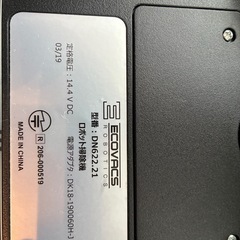 ECOVACS
ROBOTICS
型番：DN622.21
ロボット掃除機
電源アダプタ：DK18-190060H-J
定格電圧：14.4 V DC
03/19
R 206-000519
MADE IN CHINA